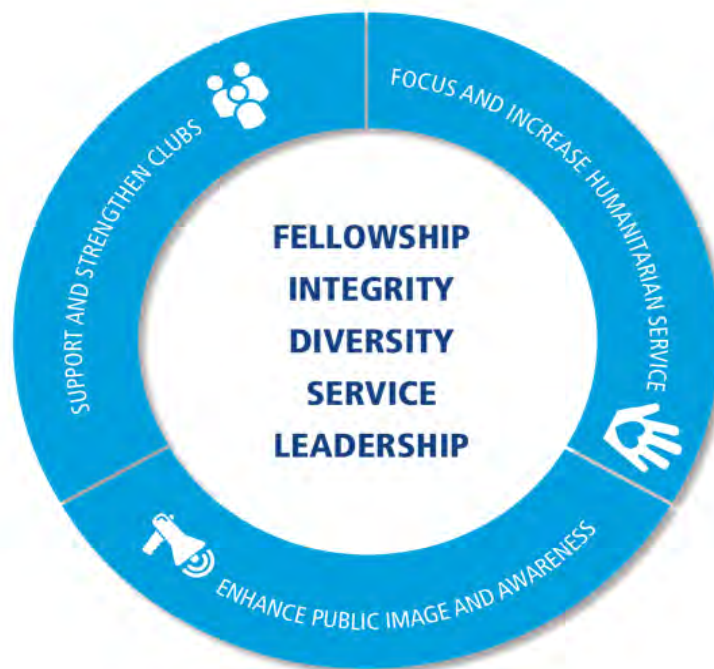 SUPPORT AND STRENGTHEN CLUBS
FOCUS AND INCREASE HUMANITARIAN SERVICE
FELLOWSHIP
INTEGRITY
DIVERSITY
SERVICE
LEADERSHIP
ENHANCE PUBLIC IMAGE AND AWARENESS